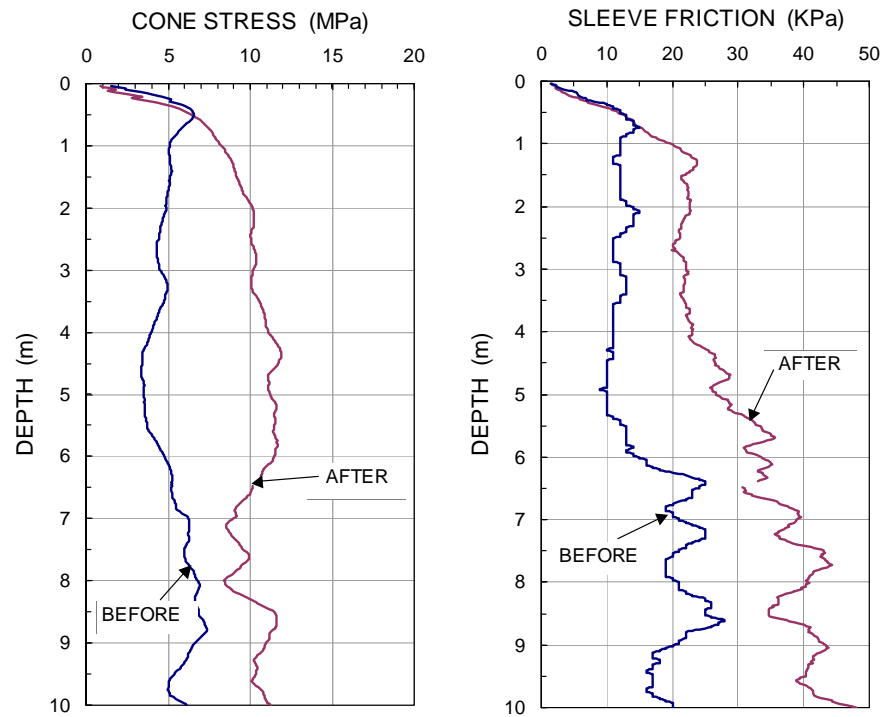 CONE STRESS (MPa)
0 5 10 15 20
0
1
2
3
4
5
6
7
8
9
10
DEPTH (m)
AFTER
BEFORE
SLEEVE FRICTION (KPa)
0 10 20 30 40 50
0
1
2
3
4
5
6
7
8
9
10
DEPTH (m)
AFTER
BEFORE